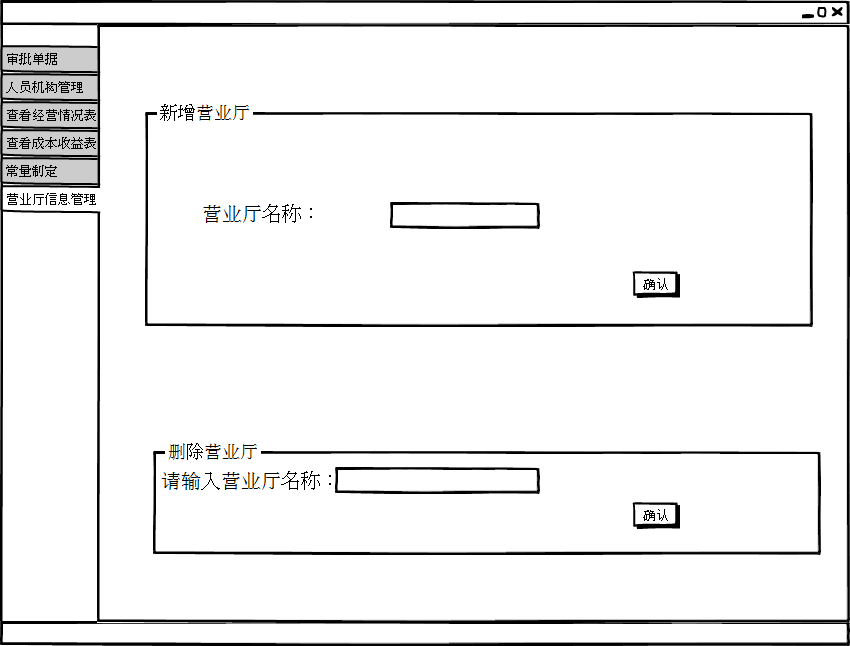 审批单据
人员机构管理
查看经营情况表
查看成本收益表
常量制定
营业厅信息管理
新增营业厅
营业厅名称：
确认
删除营业厅
请输入营业厅名称：
确认